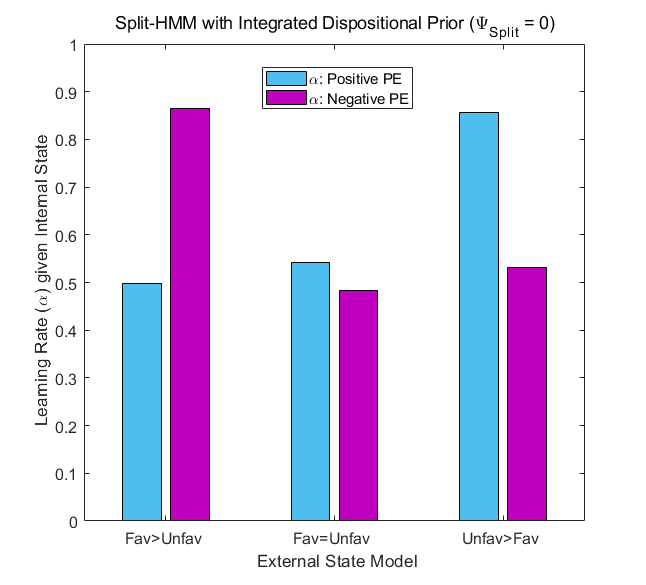 Split-HMM with Integrated Dispositional Prior (Ψ_Split = 0)
α: Positive PE
α: Negative PE
Learning Rate (α) given Internal State
1
0.9
0.8
0.7
0.6
0.5
0.4
0.3
0.2
0.1
0
Fav>Unfav
Fav=Unfav
Unfav>Fav
External State Model